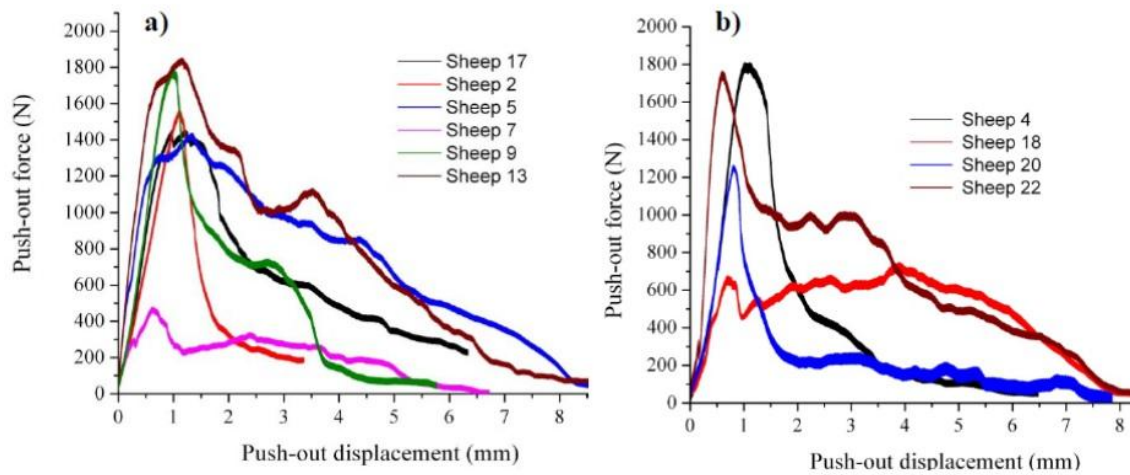 a)
2000
1800
1600
1400
1200
1000
800
600
400
200
0
Push-out force (N)
Sheep 17
Sheep 2
Sheep 5
Sheep 7
Sheep 9
Sheep 13
0 1 2 3 4 5 6 7 8
Push-out displacement (mm)
b)
2000
1800
1600
1400
1200
1000
800
600
400
200
0
Push-out force (N)
Sheep 4
Sheep 18
Sheep 20
Sheep 22
0 1 2 3 4 5 6 7 8
Push-out displacement (mm)